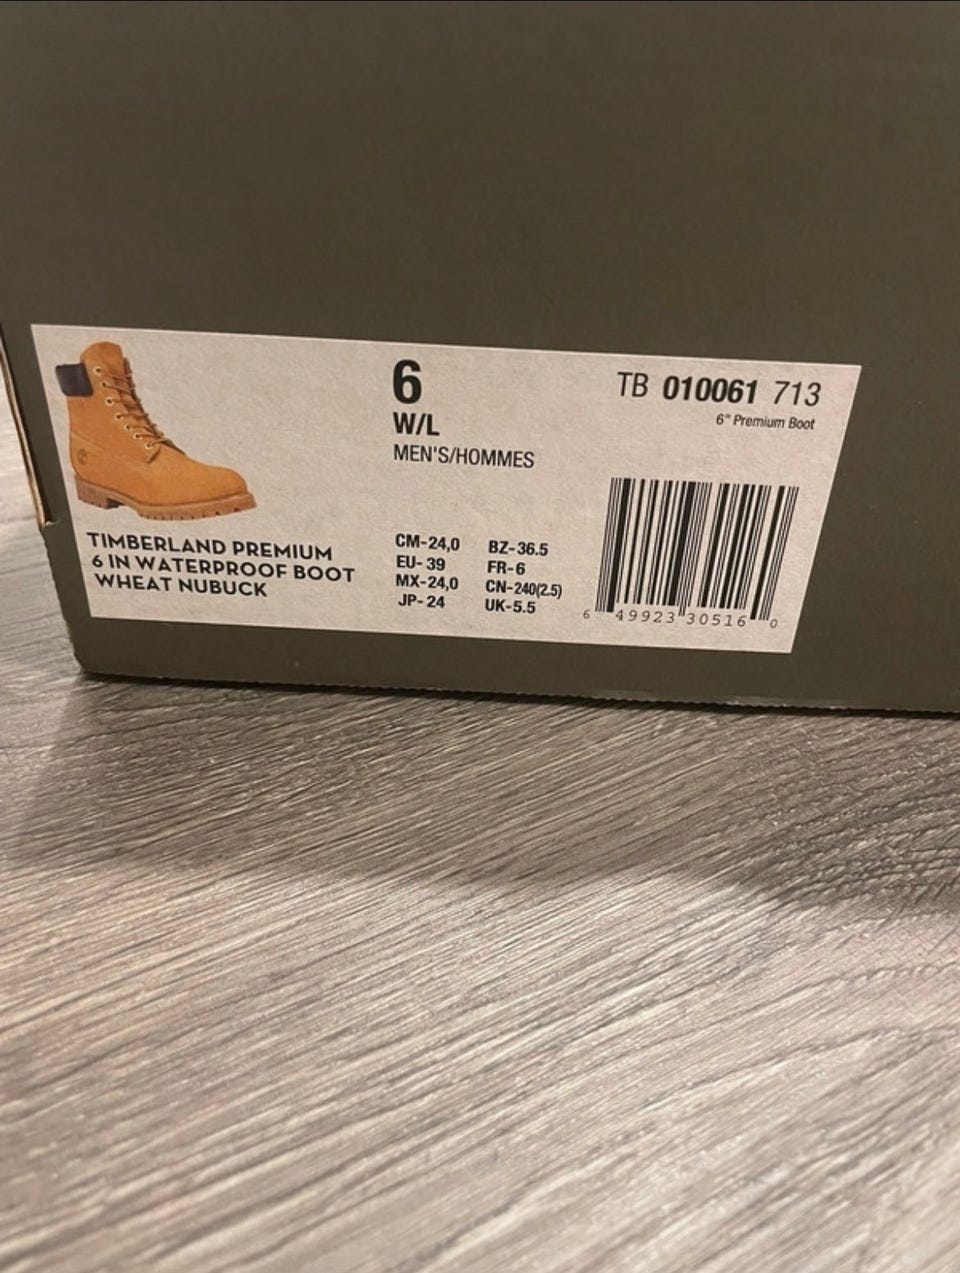 6
W/L
MEN'S/HOMMES
TB 010061 713
6" Premium Boot
TIMBERLAND PREMIUM
6 IN WATERPROOF BOOT
WHEAT NUBUCK
CM-24,0 BZ-36.5
EU-39 FR-6
MX-24,0 CN-240(2.5)
JP-24 UK-5.5
6 49923 30516 0